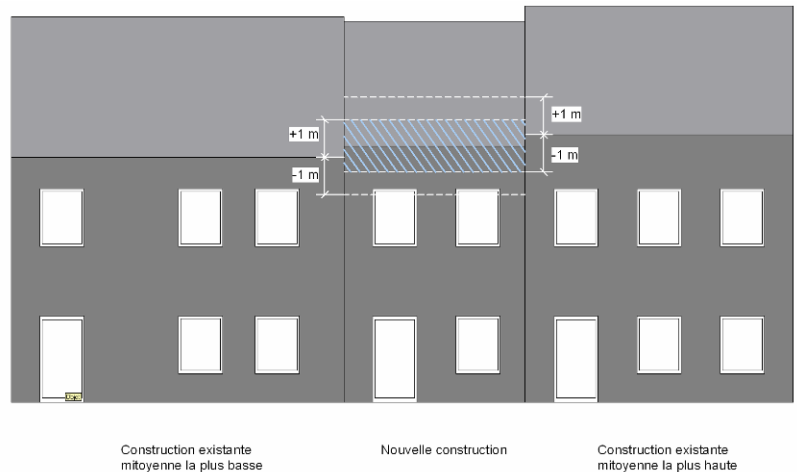 +1 m
+1 m
-1 m
-1 m
Construction existante
mitoyenne la plus basse
Nouvelle construction
Construction existante
mitoyenne la plus haute